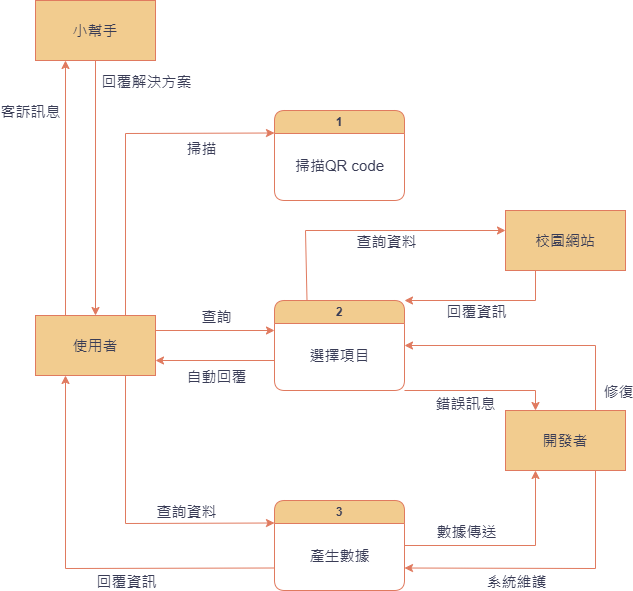 小幫手
回覆解決方案
客訴訊息
1
掃描
掃描QR code
校園網站
查詢資料
回覆資訊
2
查詢
使用者
選擇項目
自動回覆
修復
錯誤訊息
開發者
3
查詢資料
數據傳送
產生數據
回覆資訊
系統維護